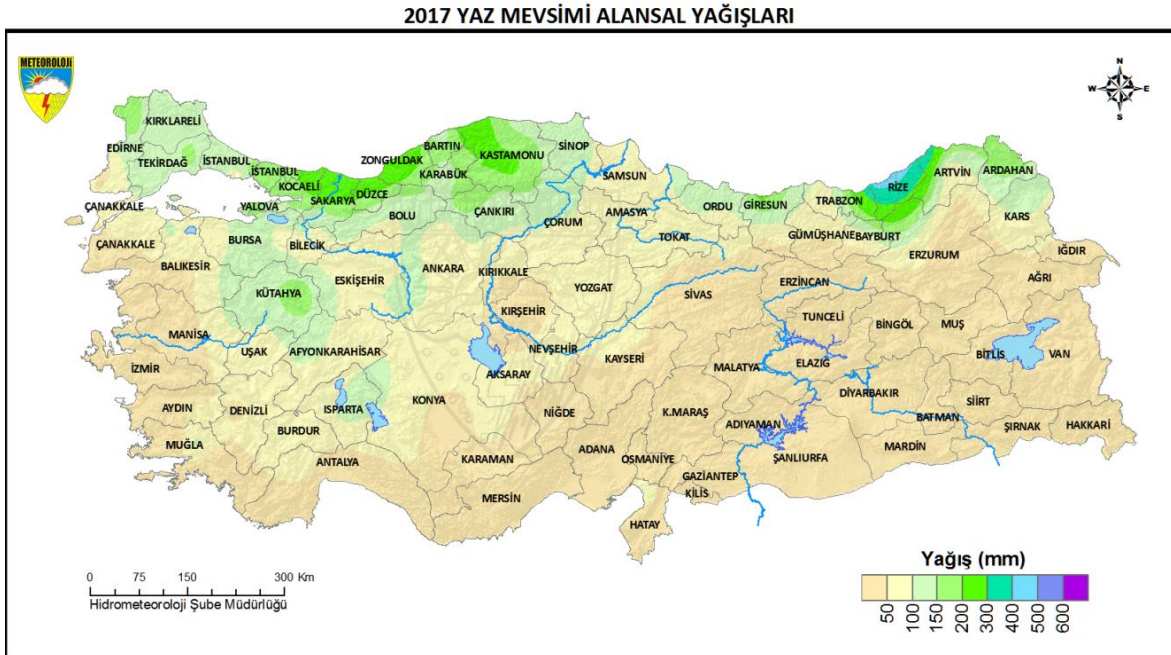 2017 YAZ MEVSİMİ ALANSAL YAĞIŞLARI
METEOROLOJİ
N
W E
S
KIRKLARELİ
EDİRNE
TEKİRDAĞ
İSTANBUL
İSTANBUL
KOCAELİ
YALOVA
SAKARYA
DÜZCE
ZONGULDAK
BARTIN
KARABÜK
KASTAMONU
SİNOP
SAMSUN
ÇANKIRI
BOLU
ÇORUM
AMASYA
TOKAT
ORDU
GİRESUN
TRABZON
RİZE
ARTVİN
ARDAHAN
KARS
GÜMÜŞHANE
BAYBURT
ERZURUM
IĞDIR
AĞRI
ÇANAKKALE
ÇANAKKALE
BALIKESİR
BURSA
BİLECİK
ESKİŞEHİR
KÜTAHYA
ANKARA
KIRIKKALE
KIRŞEHİR
YOZGAT
SİVAS
ERZİNCAN
TUNCELİ
BİNGÖL
MUŞ
BİTLİS
VAN
MANİSA
UŞAK
AFYONKARAHİSAR
NEVŞEHİR
AKSARAY
KAYSERİ
MALATYA
ELAZIĞ
DİYARBAKIR
SİİRT
BATMAN
ŞIRNAK
HAKKARİ
İZMİR
AYDIN
DENİZLİ
ISPARTA
BURDUR
KONYA
NİĞDE
K.MARAŞ
ADIYAMAN
ŞANLIURFA
MARDİN
MUĞLA
ANTALYA
KARAMAN
MERSİN
ADANA
OSMANİYE
GAZİANTEP
KİLİS
HATAY
0 75 150 300 Km
Hidrometeoroloji Şube Müdürlüğü
Yağış (mm)
50 100 150 200 300 400 500 600